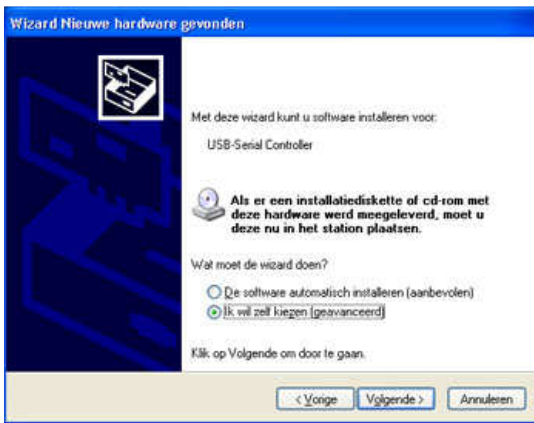 Wizard Nieuwe hardware gevonden
Met deze wizard kunt u software installeren voor:
USB-Serial Controller
Als er een installatiediskette of cd-rom met
deze hardware werd meegeleverd, moet u
deze nu in het station plaatsen.
Wat moet de wizard doen?
De software automatisch installeren (aanbevolen)
Ik wil zelf kiezen (geavanceerd)
Klik op Volgende om door te gaan.
< Vorige Volgende > Annuleren